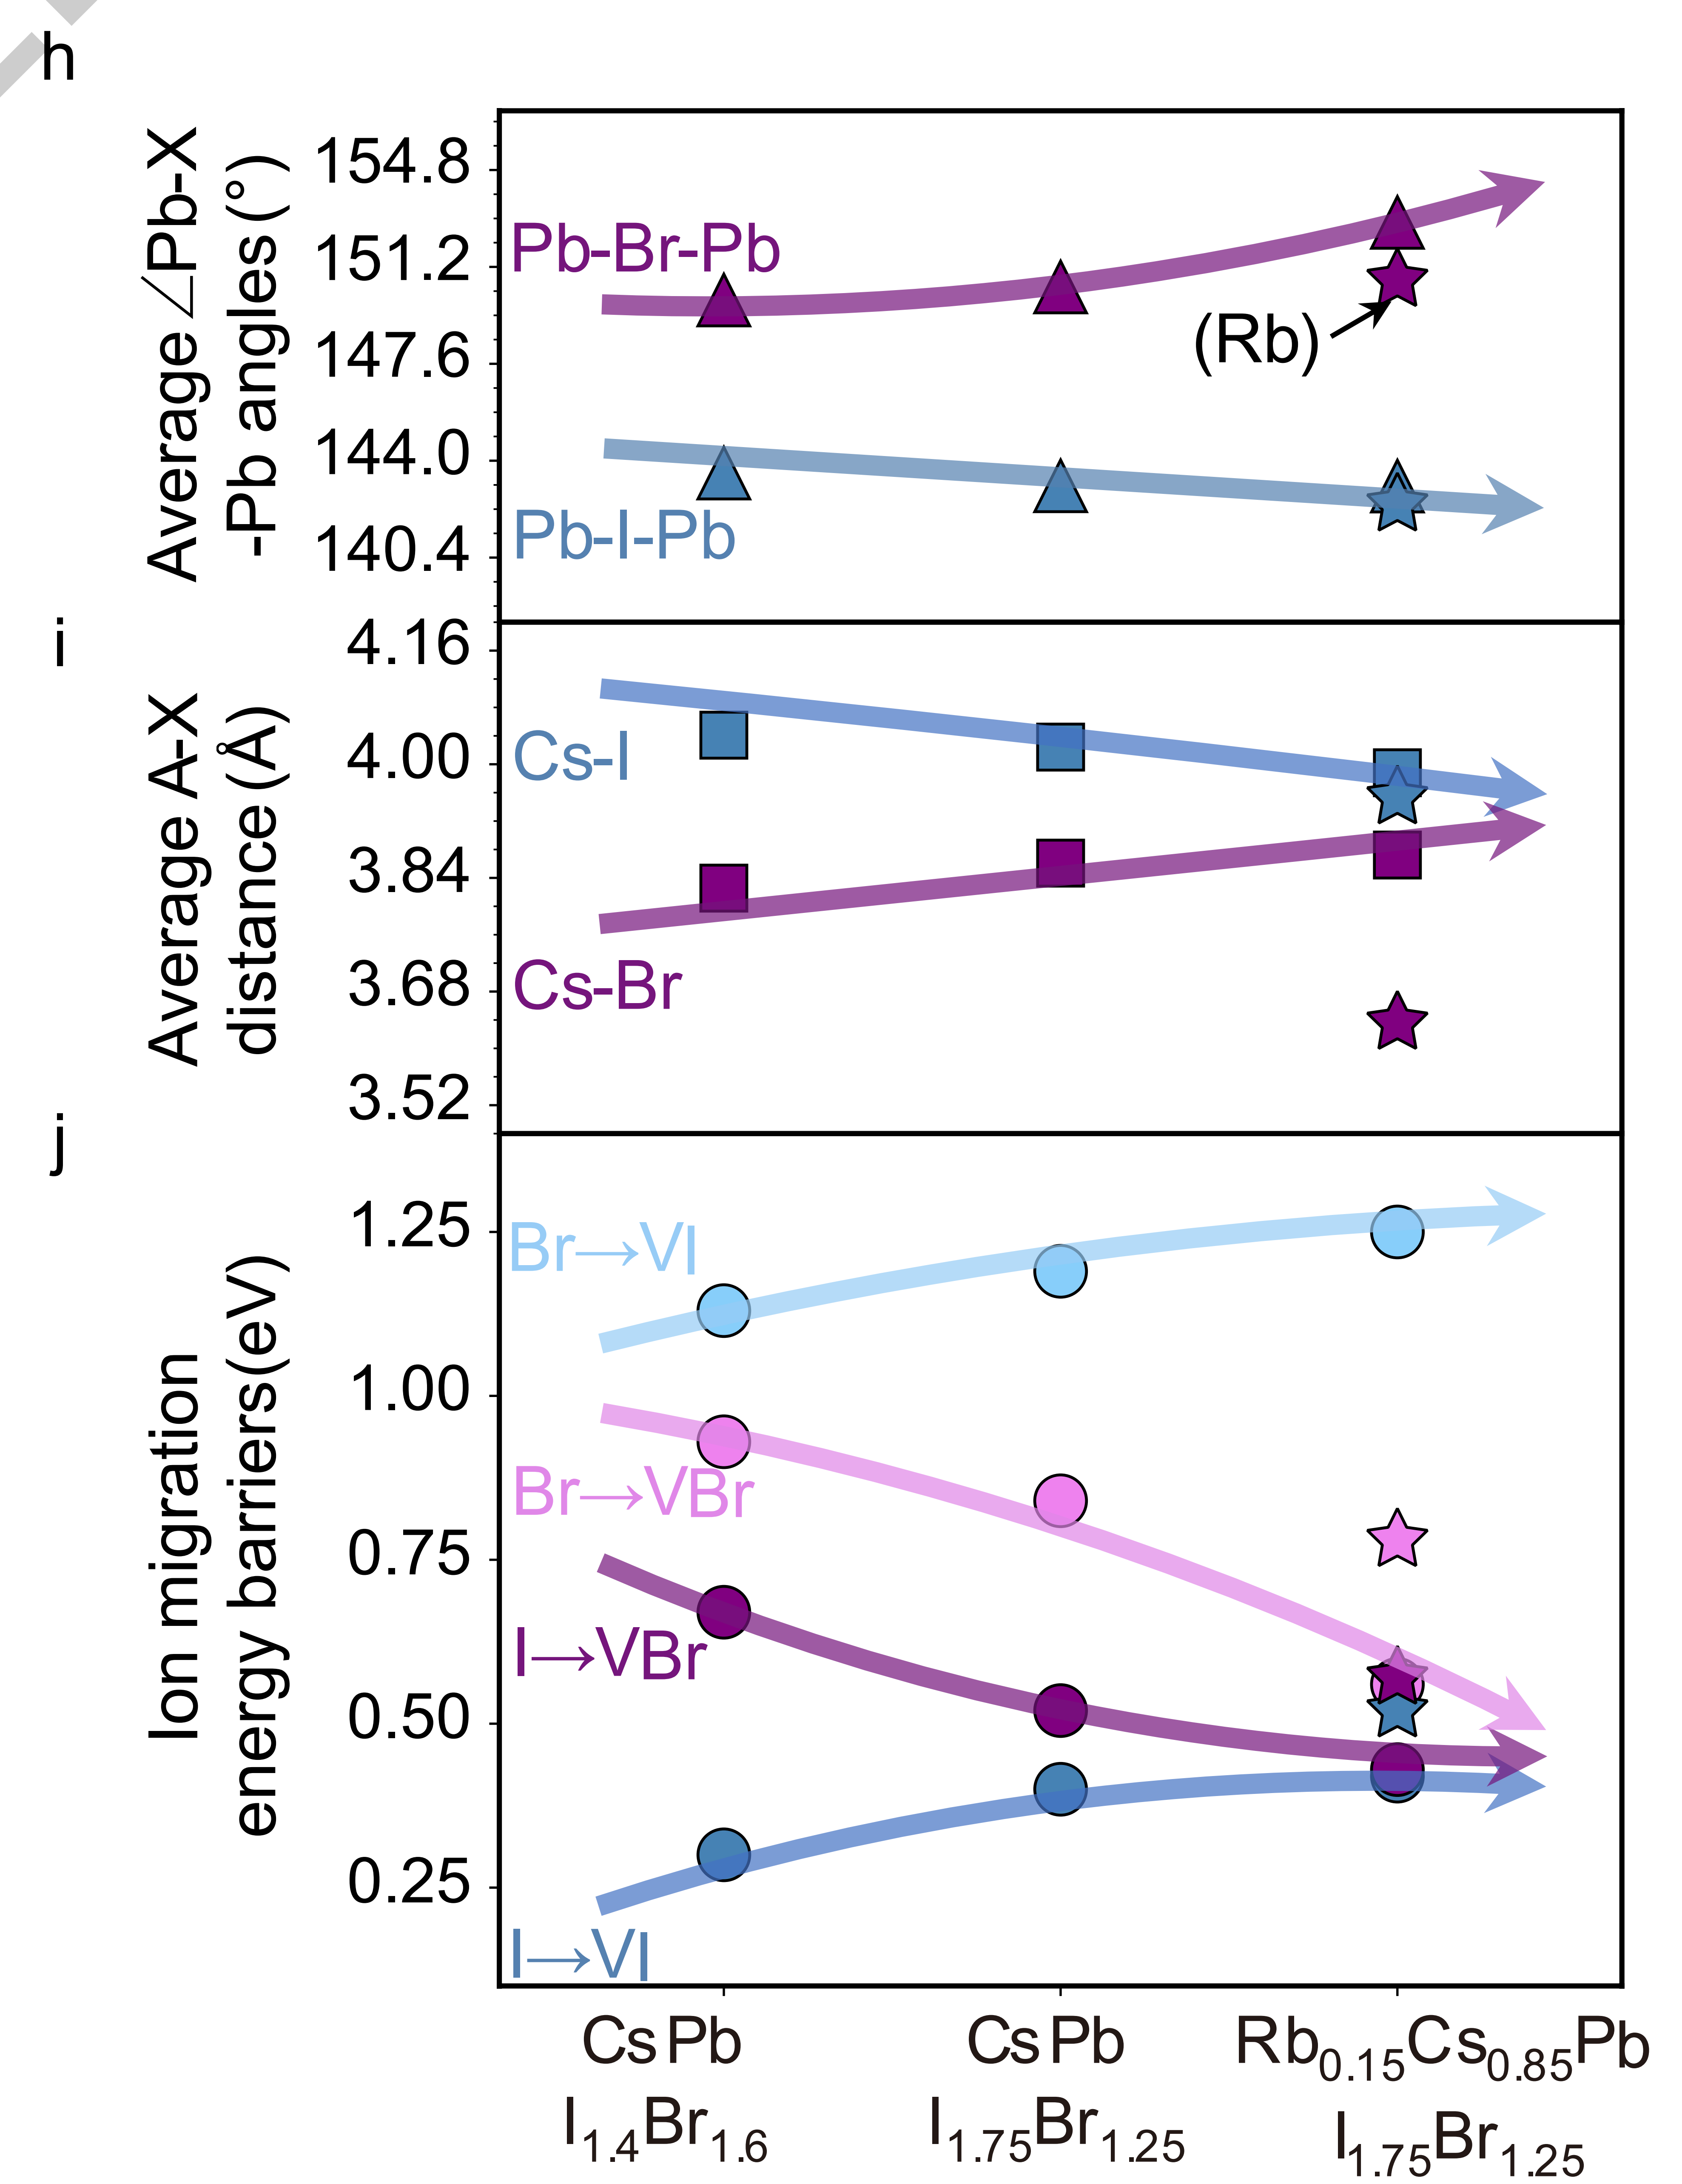 h
Average ∠Pb-X
-Pb angles (°)
154.8
151.2
147.6
144.0
140.4
Pb-Br-Pb
(Rb)
Pb-I-Pb
i
Average A-X
distance (Å)
4.16
4.00
3.84
3.68
3.52
Cs-I
Cs-Br
j
Ion migration
energy barriers(eV)
1.25
1.00
0.75
0.50
0.25
Br→VI
Br→VBr
I→VBr
I→VI
CsPb
I1.4Br1.6
CsPb
I1.75Br1.25
Rb0.15Cs0.85Pb
I1.75Br1.25